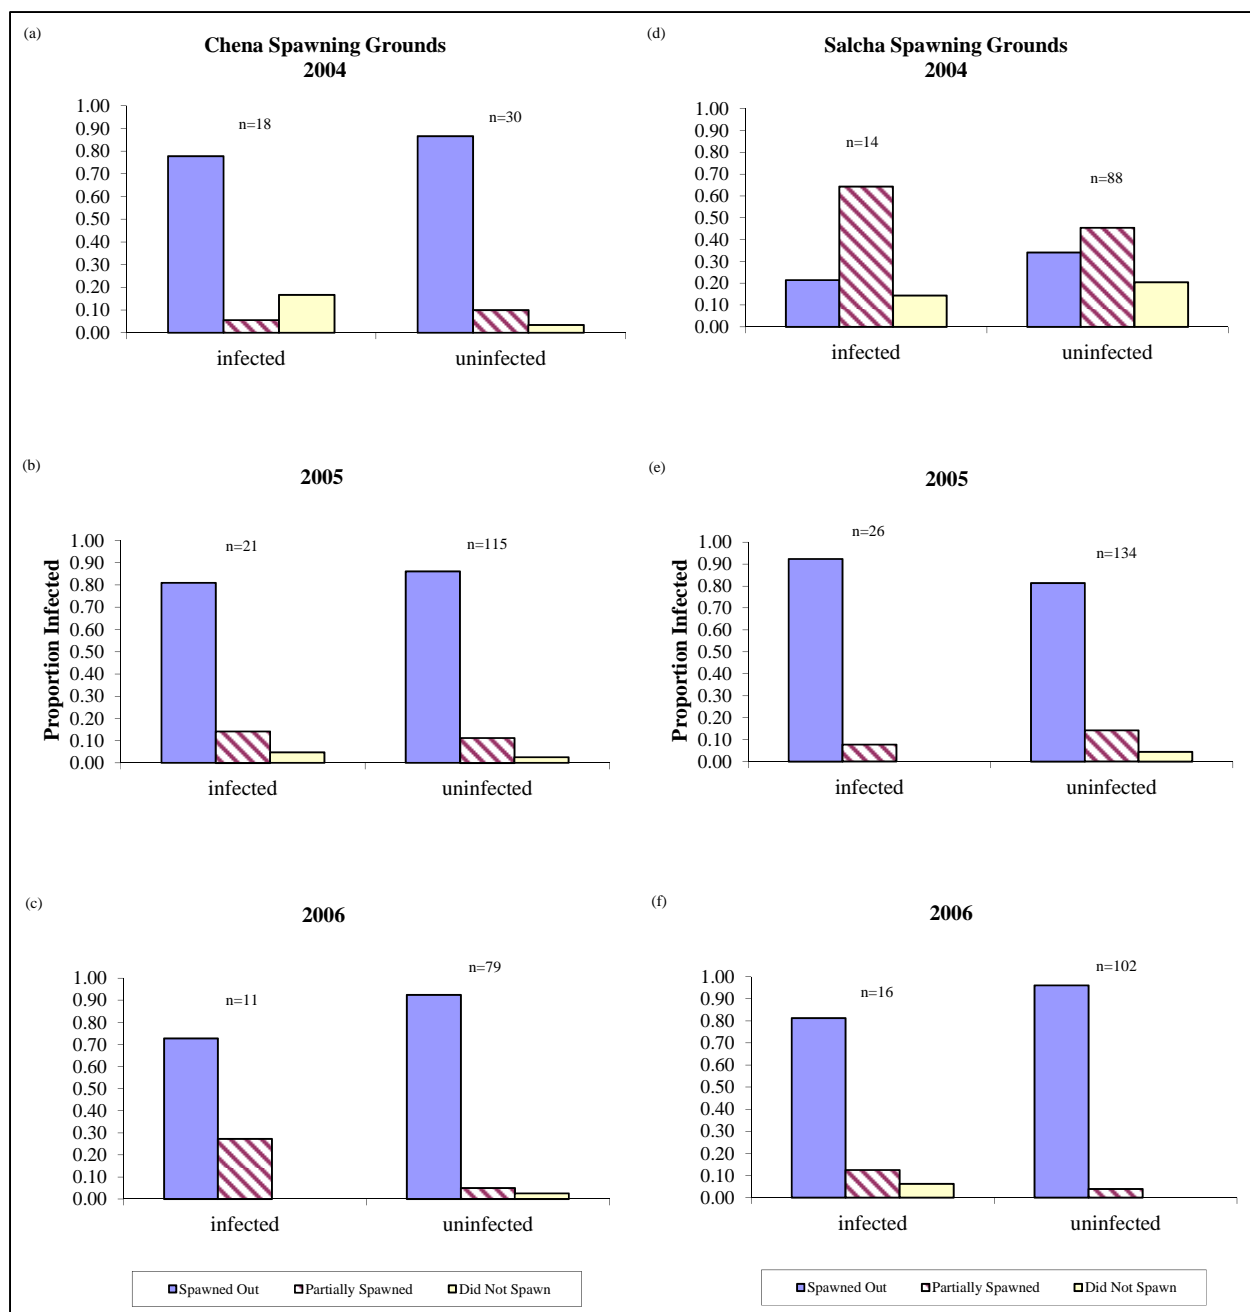 (a)
Chena Spawning Grounds
2004
n=18
n=30
1.00
0.90
0.80
0.70
0.60
0.50
0.40
0.30
0.20
0.10
0.00
infected
uninfected
(b)
2005
n=21
n=115
Proportion Infected
1.00
0.90
0.80
0.70
0.60
0.50
0.40
0.30
0.20
0.10
0.00
infected
uninfected
(c)
2006
n=11
n=79
1.00
0.90
0.80
0.70
0.60
0.50
0.40
0.30
0.20
0.10
0.00
infected
uninfected
Spawned Out Partially Spawned Did Not Spawn
(d)
Salcha Spawning Grounds
2004
n=14
n=88
1.00
0.90
0.80
0.70
0.60
0.50
0.40
0.30
0.20
0.10
0.00
infected
uninfected
(e)
2005
n=26
n=134
Proportion Infected
1.00
0.90
0.80
0.70
0.60
0.50
0.40
0.30
0.20
0.10
0.00
infected
uninfected
(f)
2006
n=16
n=102
1.00
0.90
0.80
0.70
0.60
0.50
0.40
0.30
0.20
0.10
0.00
infected
uninfected
Spawned Out Partially Spawned Did Not Spawn